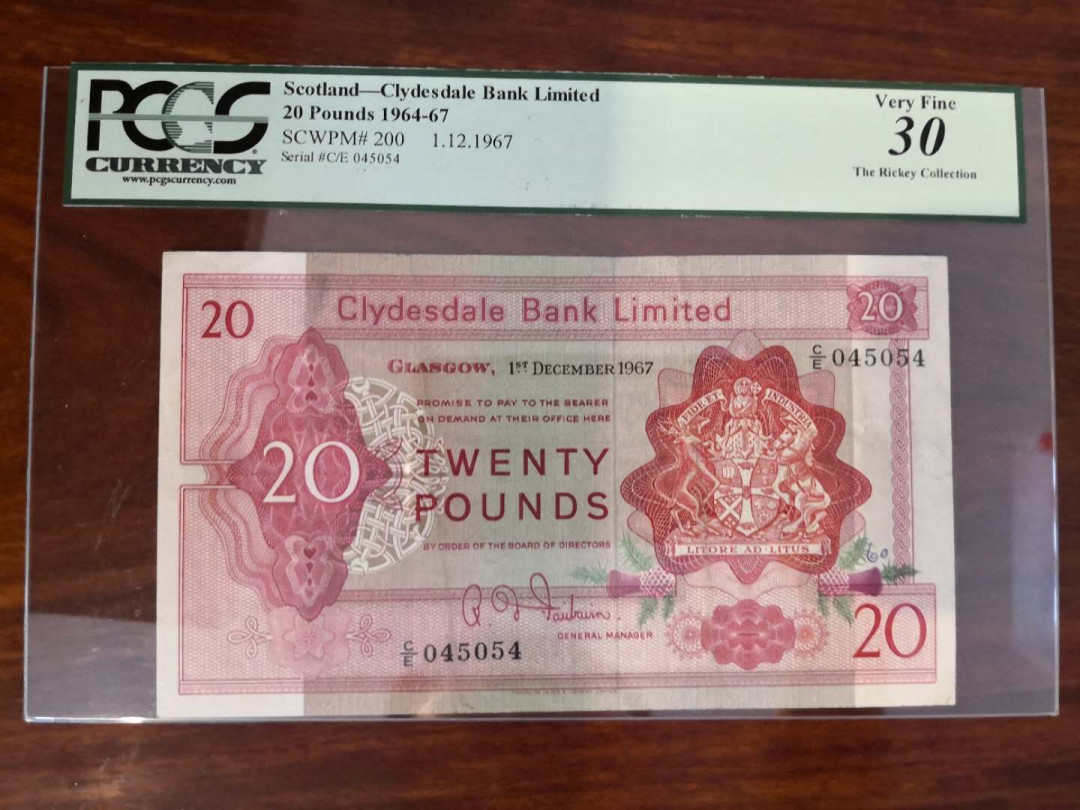 PCGS
CURRENCY
www.pcgscurrency.com
Scotland—Clydesdale Bank Limited
20 Pounds 1964-67
SCWPM# 200 1.12.1967
Serial #C/E 045054
Very Fine
30
The Rickey Collection
20
Clydesdale Bank Limited
20
GLASGOW, 1ST DECEMBER 1967
C/E 045054
PROMISE TO PAY TO THE BEARER
ON DEMAND AT THEIR OFFICE HERE
20
TWENTY
POUNDS
FIDE ET INDUSTRIA
LITORE AD LITUS
BY ORDER OF THE BOARD OF DIRECTORS
GENERAL MANAGER
C/E 045054
20